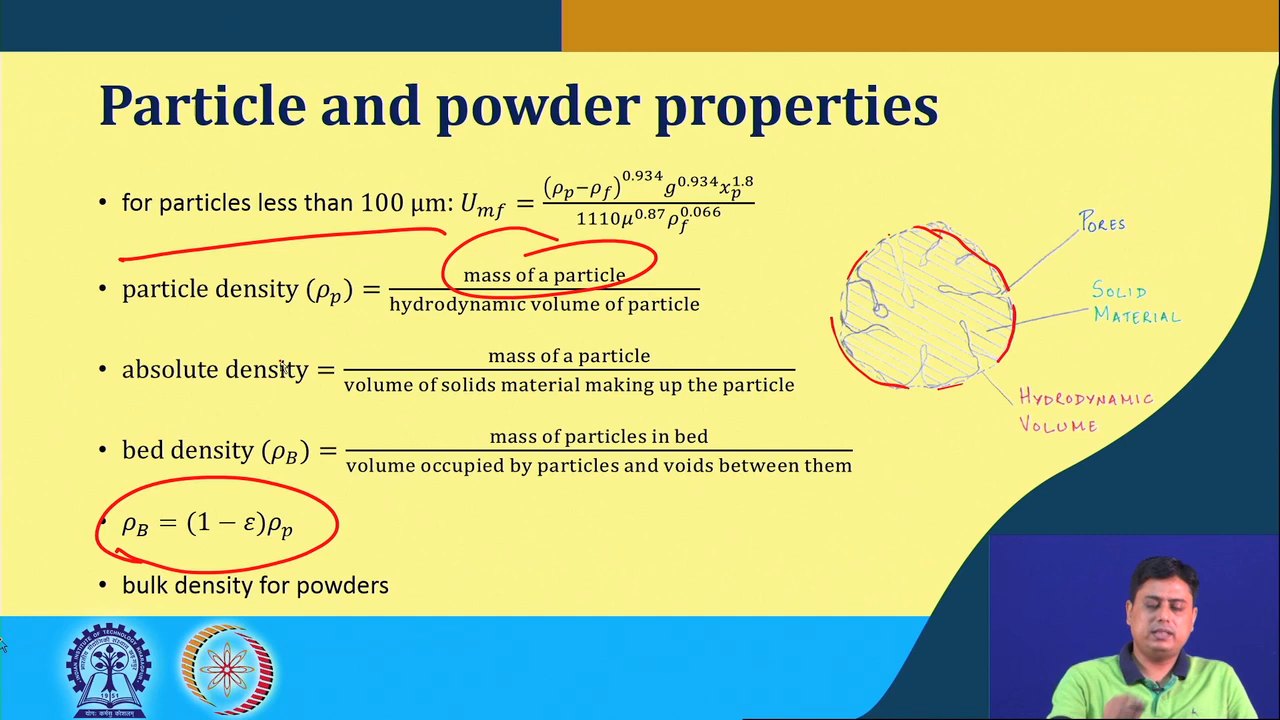 Particle and powder properties
• for particles less than 100 μm: U_mf = (ρ_p−ρ_f)^0.934 g^0.934 x_p^1.8 / 1110μ^0.87 ρ_f^0.066
• particle density (ρ_p) = mass of a particle / hydrodynamic volume of particle
• absolute density = mass of a particle / volume of solids material making up the particle
• bed density (ρ_B) = mass of particles in bed / volume occupied by particles and voids between them
• ρ_B = (1 − ε)ρ_p
• bulk density for powders
PORES
SOLID
MATERIAL
HYDRODYNAMIC
VOLUME
1951